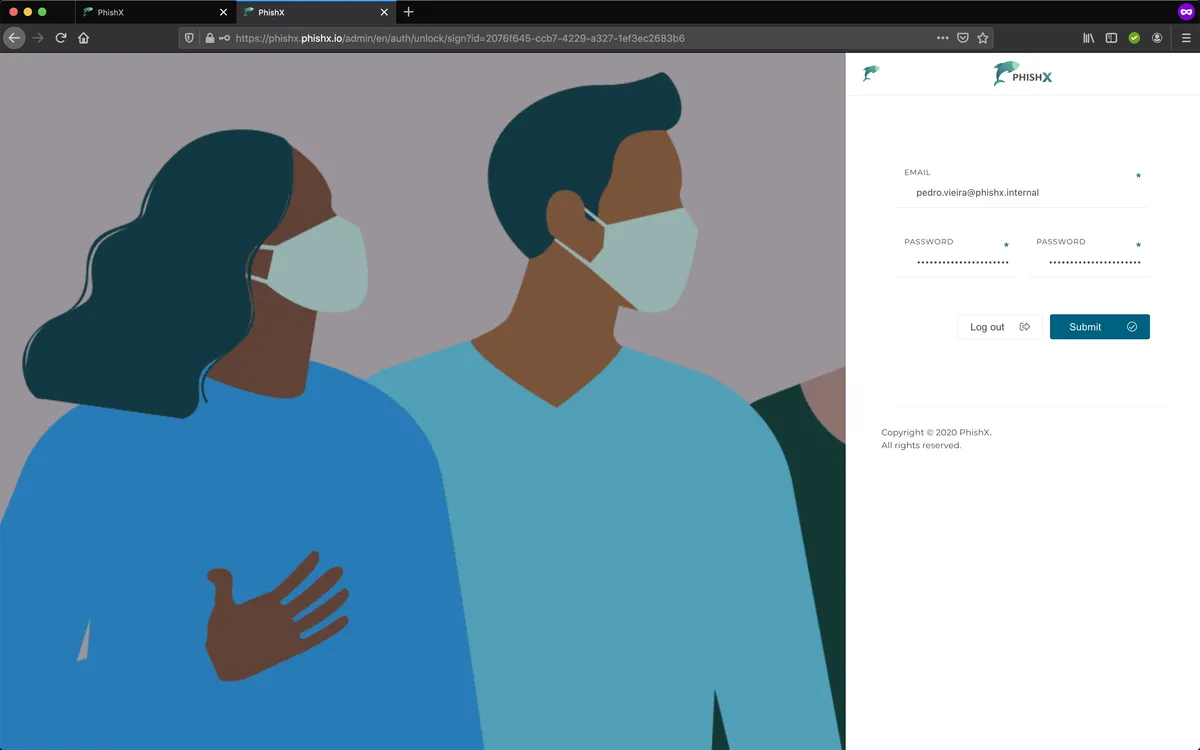 PhishX
PhishX
https://phishx.phishx.io/admin/en/auth/unlock/sign?id=2076f645-ccb7-4229-a327-1ef3ec2683b6
PHISHX
EMAIL *
pedro.vieira@phishx.internal
PASSWORD * PASSWORD *
Log out Submit
Copyright © 2020 PhishX.
All rights reserved.